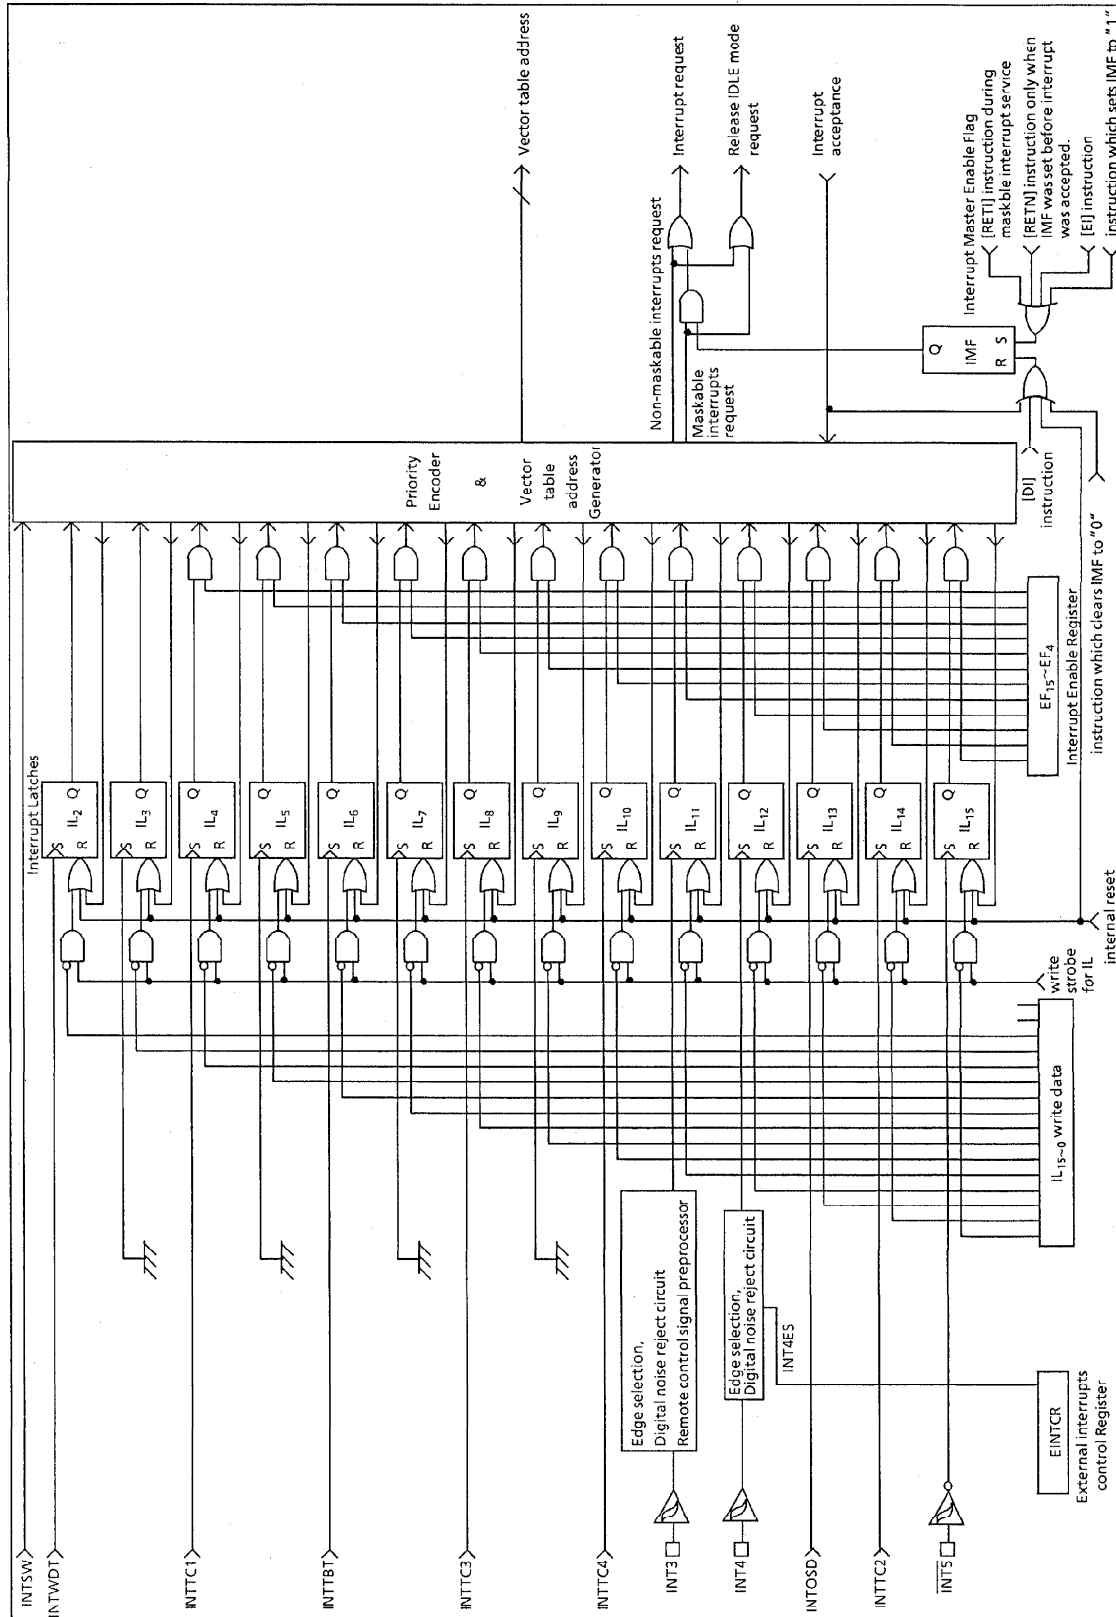 INTSW
INTWDT
INTTC1
INTTBT
INTTC3
INTTC4
INT3
INT4
INTOSD
INTTC2
INT5
Edge selection,
Digital noise reject circuit
Remote control signal preprocessor
Edge selection,
Digital noise reject circuit
INT4ES
EINTCR
External interrupts
control Register
IL15~0 write data
write
strobe
for IL
internal reset
Interrupt Latches
S IL2 Q
R
S IL3 Q
R
S IL4 Q
R
S IL5 Q
R
S IL6 Q
R
S IL7 Q
R
S IL8 Q
R
S IL9 Q
R
S IL10 Q
R
S IL11 Q
R
S IL12 Q
R
S IL13 Q
R
S IL14 Q
R
S IL15 Q
R
EF15~EF4
Interrupt Enable Register
instruction which clears IMF to "0"
Priority
Encoder
&
Vector
table
address
Generator
[DI]
instruction
Vector table address
Non-maskable interrupts request
Maskable
interrupts
request
Interrupt request
Release IDLE mode
request
Interrupt
acceptance
Q
IMF
R S
Interrupt Master Enable Flag
[RETI] instruction during
maskble interrupt service
[RETN] instruction only when
IMF was set before interrupt
was accepted.
[EI] instruction
instruction which sets IMF to "1"